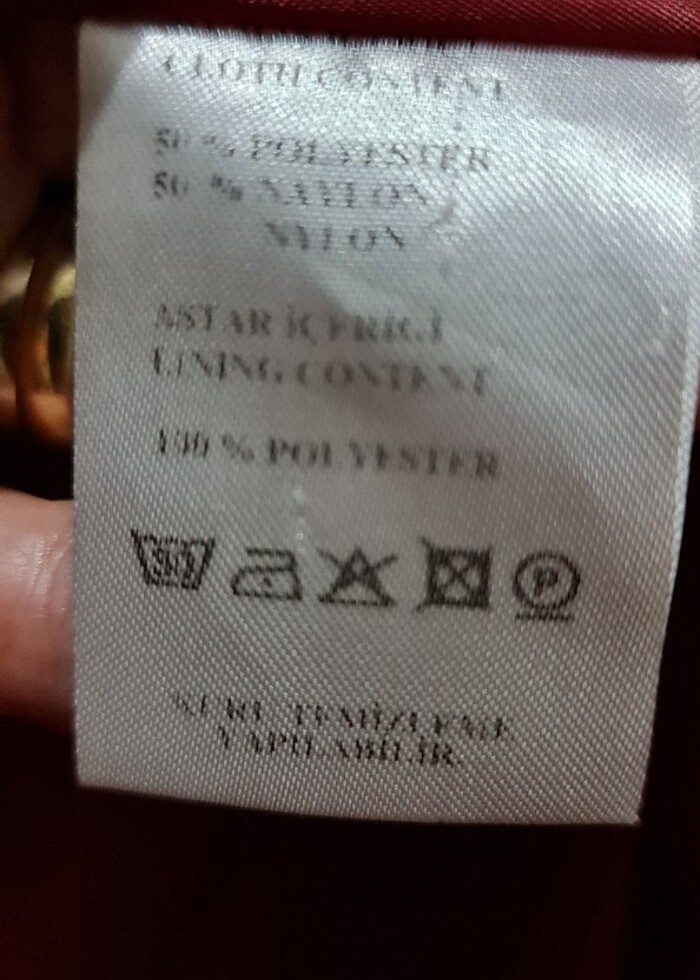 CLOTH CONTENT
50 % POLYESTER
50 % NAYLON
NYLON
ASTAR İÇERİĞİ
LINING CONTENT
100 % POLYESTER
P
KURU TEMİZLEME
YAPILABİLİR.